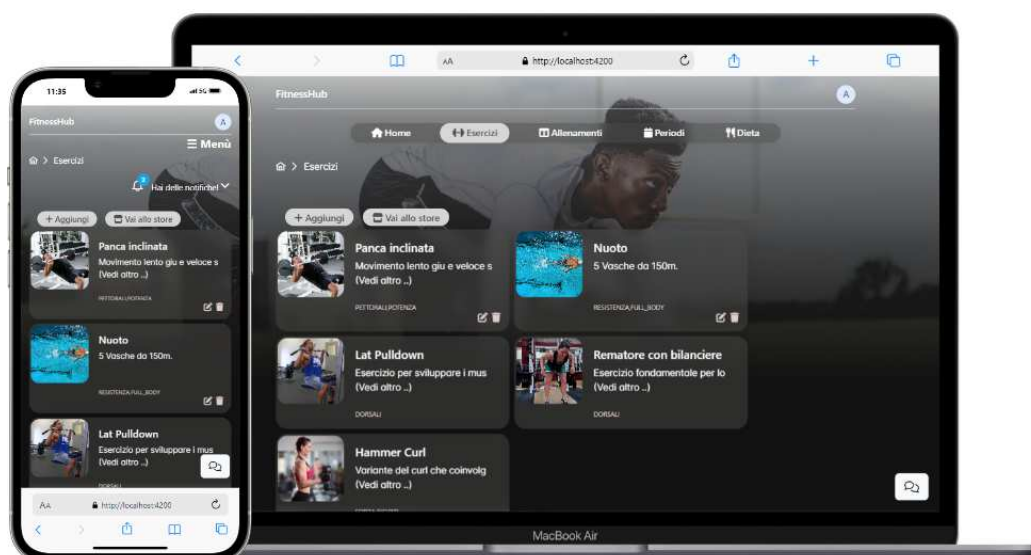 11:35
5G
FitnessHub
A
Menù
Esercizi
2
Hai delle notifiche!
+ Aggiungi
Vai allo store
Panca inclinata
Movimento lento giu e veloce s
(Vedi altro ...)
PETTORALI,POTENZA
Nuoto
5 Vasche da 150m.
RESISTENZA,FULL_BODY
Lat Pulldown
Esercizio per sviluppare i mus
(Vedi altro ...)
AA
http://localhost:4200
AA
http://localhost:4200
FitnessHub
A
Home
Esercizi
Allenamenti
Periodi
Dieta
Esercizi
+ Aggiungi
Vai allo store
Panca inclinata
Movimento lento giu e veloce s
(Vedi altro ...)
PETTORALI,POTENZA
Nuoto
5 Vasche da 150m.
RESISTENZA,FULL_BODY
Lat Pulldown
Esercizio per sviluppare i mus
(Vedi altro ...)
DORSALI
Rematore con bilanciere
Esercizio fondamentale per lo
(Vedi altro ...)
DORSALI
Hammer Curl
Variante del curl che coinvolg
(Vedi altro ...)
MacBook Air